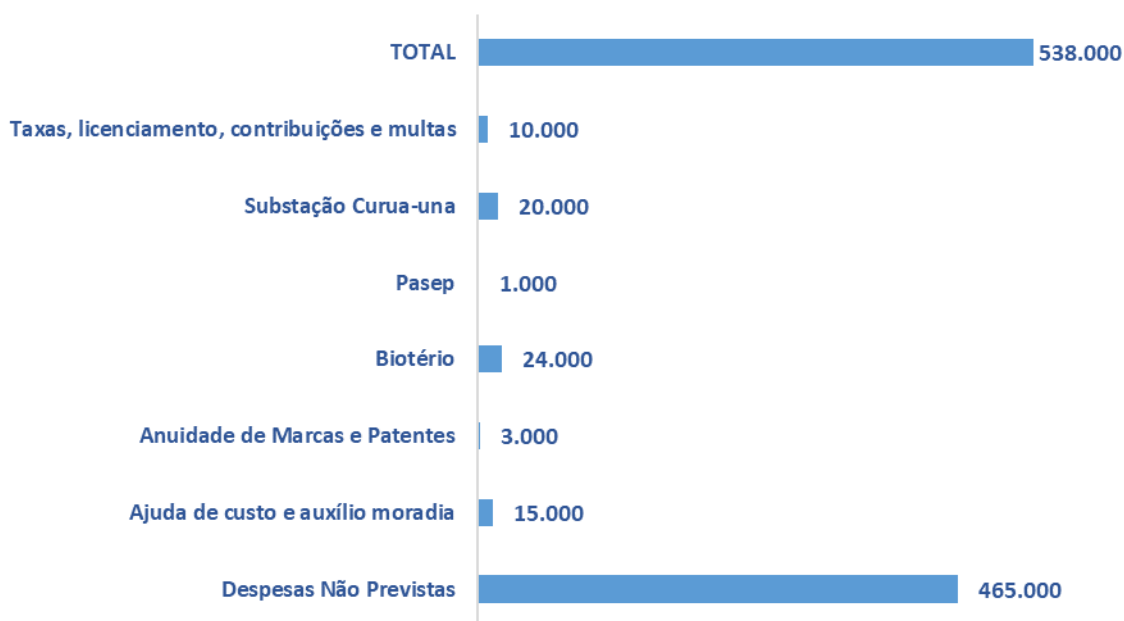 TOTAL 538.000
Taxas, licenciamento, contribuições e multas 10.000
Substação Curua-una 20.000
Pasep 1.000
Biotério 24.000
Anuidade de Marcas e Patentes 3.000
Ajuda de custo e auxílio moradia 15.000
Despesas Não Previstas 465.000